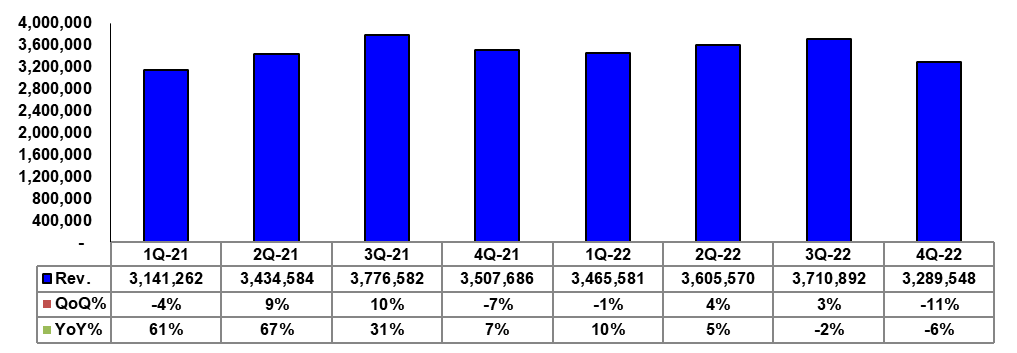 4,000,000
3,600,000
3,200,000
2,800,000
2,400,000
2,000,000
1,600,000
1,200,000
800,000
400,000
-
1Q-21 2Q-21 3Q-21 4Q-21 1Q-22 2Q-22 3Q-22 4Q-22
Rev. 3,141,262 3,434,584 3,776,582 3,507,686 3,465,581 3,605,570 3,710,892 3,289,548
QoQ% -4% 9% 10% -7% -1% 4% 3% -11%
YoY% 61% 67% 31% 7% 10% 5% -2% -6%